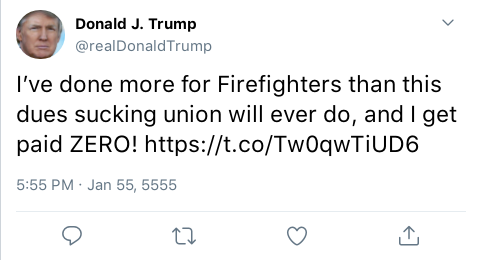 Donald J. Trump
@realDonaldTrump
I’ve done more for Firefighters than this
dues sucking union will ever do, and I get
paid ZERO! https://t.co/Tw0qwTiUD6
5:55 PM · Jan 55, 5555